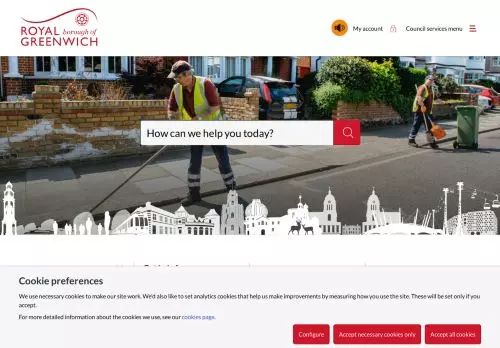 ROYAL borough of
GREENWICH
My account
Council services menu
How can we help you today?
Cookie preferences
We use necessary cookies to make our site work. We'd also like to set analytics cookies that help us make improvements by measuring how you use the site. These will be set only if you
accept.
For more detailed information about the cookies we use, see our cookies page.
Configure
Accept necessary cookies only
Accept all cookies